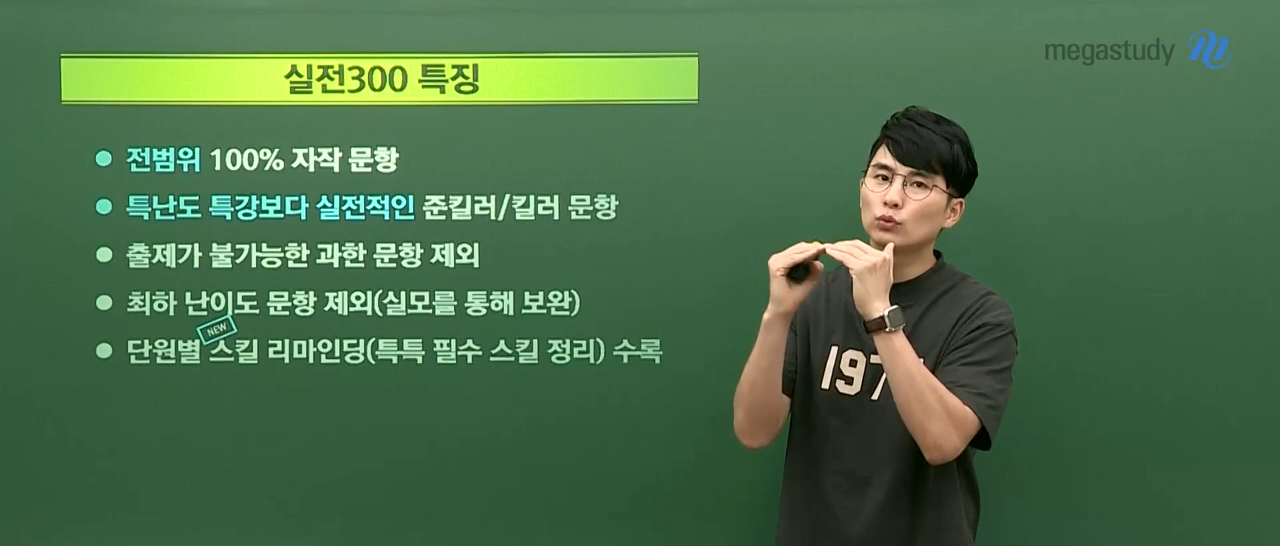 megastudy
실전300 특징
전범위 100% 자작 문항
특난도 특강보다 실전적인 준킬러/킬러 문항
출제가 불가능한 과한 문항 제외
최하 난이도 문항 제외(실모를 통해 보완)
NEW
단원별 스킬 리마인딩(특특 필수 스킬 정리) 수록
197